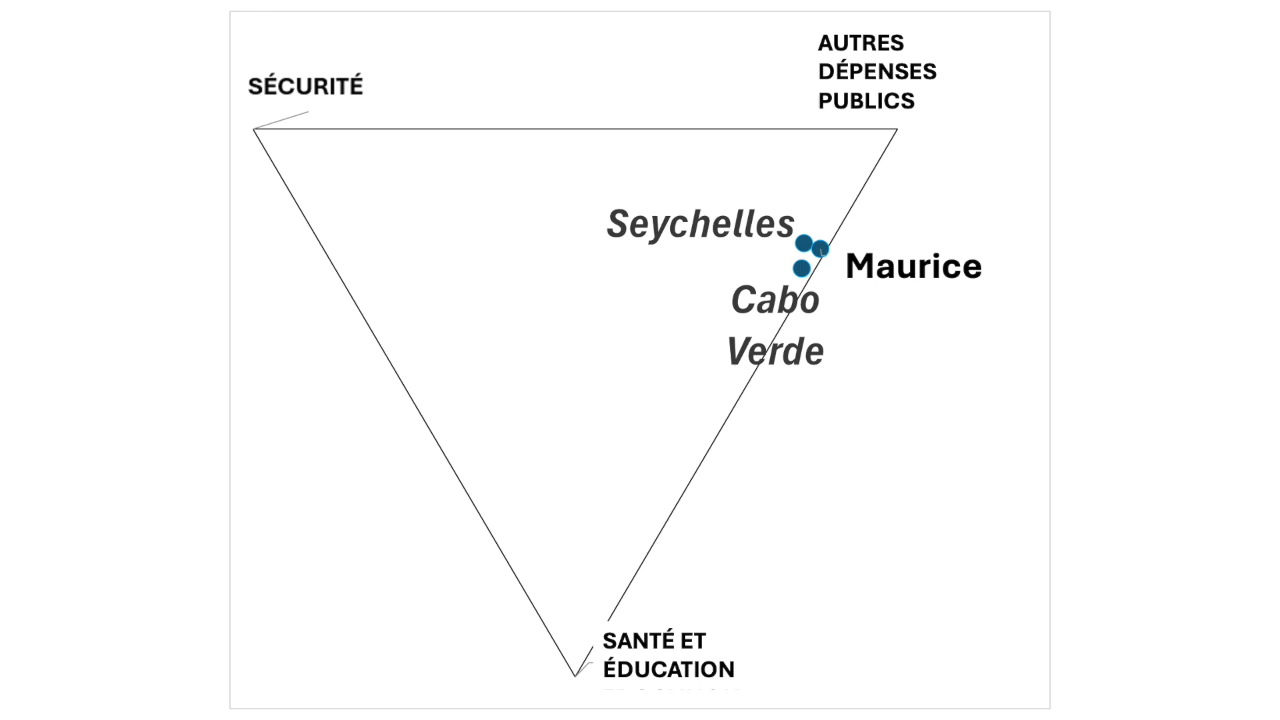 AUTRES
DÉPENSES
PUBLICS
SÉCURITÉ
Seychelles
Maurice
Cabo
Verde
SANTÉ ET
ÉDUCATION